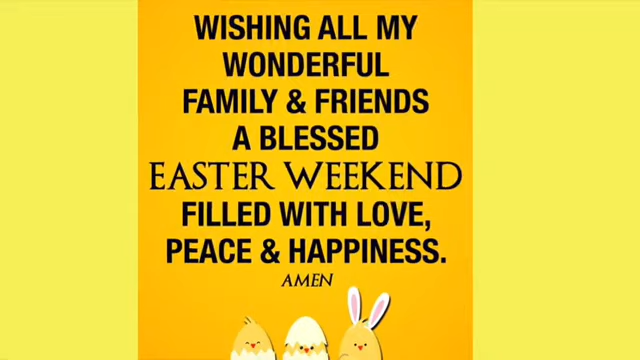 WISHING ALL MY
WONDERFUL
FAMILY & FRIENDS
A BLESSED
EASTER WEEKEND
FILLED WITH LOVE,
PEACE & HAPPINESS.
AMEN